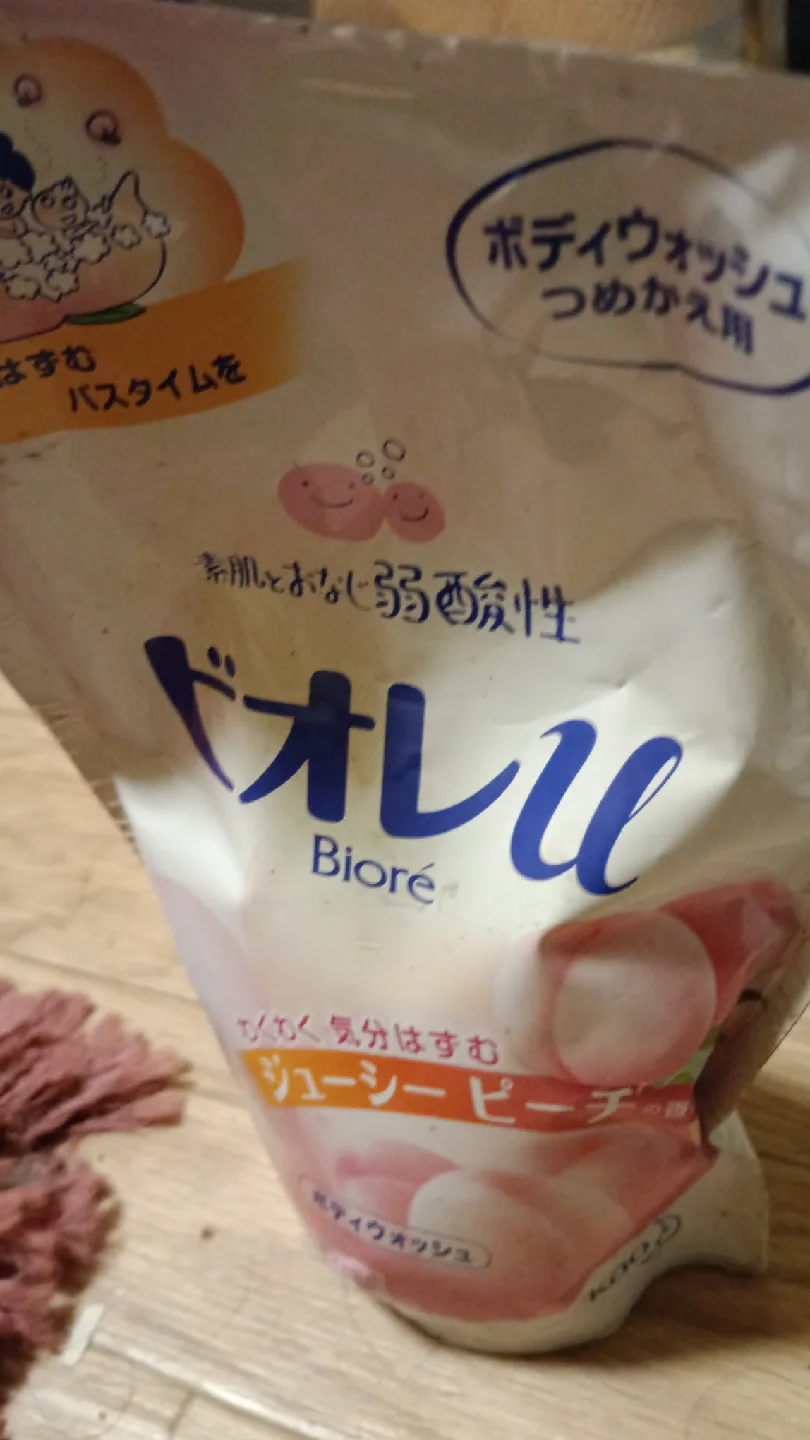 ボディウォッシュ
つめかえ用
はずむ
バスタイムを
素肌とおなじ弱酸性
ビオレu
Bioré
わくわく 気分はずむ
ジューシー ピーチの香り
ボディウォッシュ
KAO